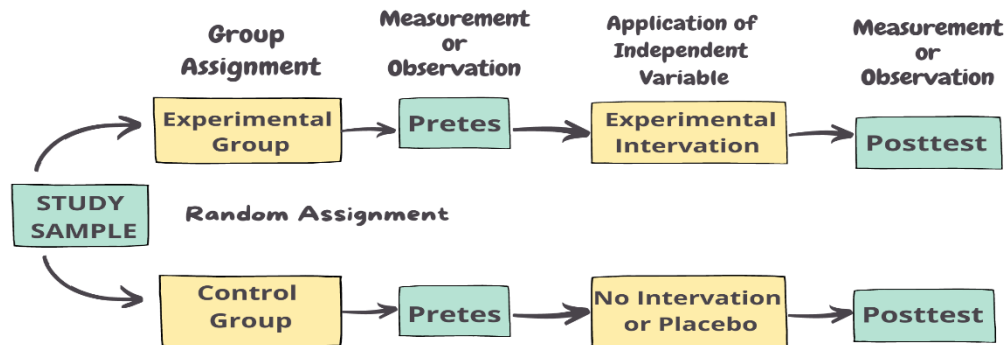 Group
Assignment
Measurement
or
Observation
Application of
Independent
Variable
Measurement
or
Observation
Experimental
Group
Pretes
Experimental
Intervention
Posttest
STUDY
SAMPLE
Random Assignment
Control
Group
Pretes
No Intervation
or Placebo
Posttest